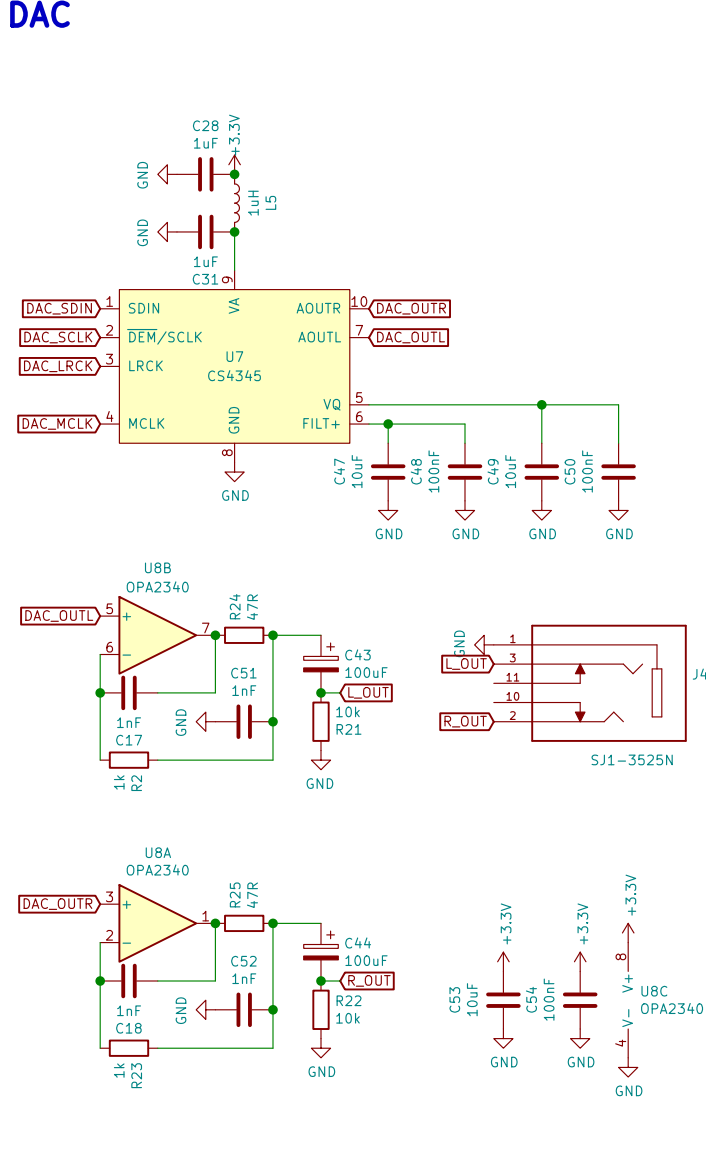 DAC
C28
1uF
+3.3V
GND
1uH
L5
GND
1uF
C31
9
DAC_SDIN 1 SDIN VA AOUTR 10 DAC_OUTR
DAC_SCLK 2 DEM/SCLK AOUTL 7 DAC_OUTL
DAC_LRCK 3 LRCK
U7
CS4345
VQ 5
DAC_MCLK 4 MCLK GND FILT+ 6
8
GND
C47
10uF
C48
100nF
C49
10uF
C50
100nF
GND GND GND GND
U8B
OPA2340
DAC_OUTL 5 +
6 −
7
R24
47R
+
C43
100uF
L_OUT
C51
1nF
GND
10k
R21
GND
1nF
C17
1k
R2
GND
1
L_OUT 3
11
10
R_OUT 2
J4
SJ1-3525N
U8A
OPA2340
DAC_OUTR 3 +
2 −
1
R25
47R
+
C44
100uF
R_OUT
C52
1nF
GND
R22
10k
GND
1nF
C18
1k
R23
+3.3V
C53
10uF
GND
+3.3V
C54
100nF
GND
+3.3V
8
V+
U8C
OPA2340
V-
4
GND